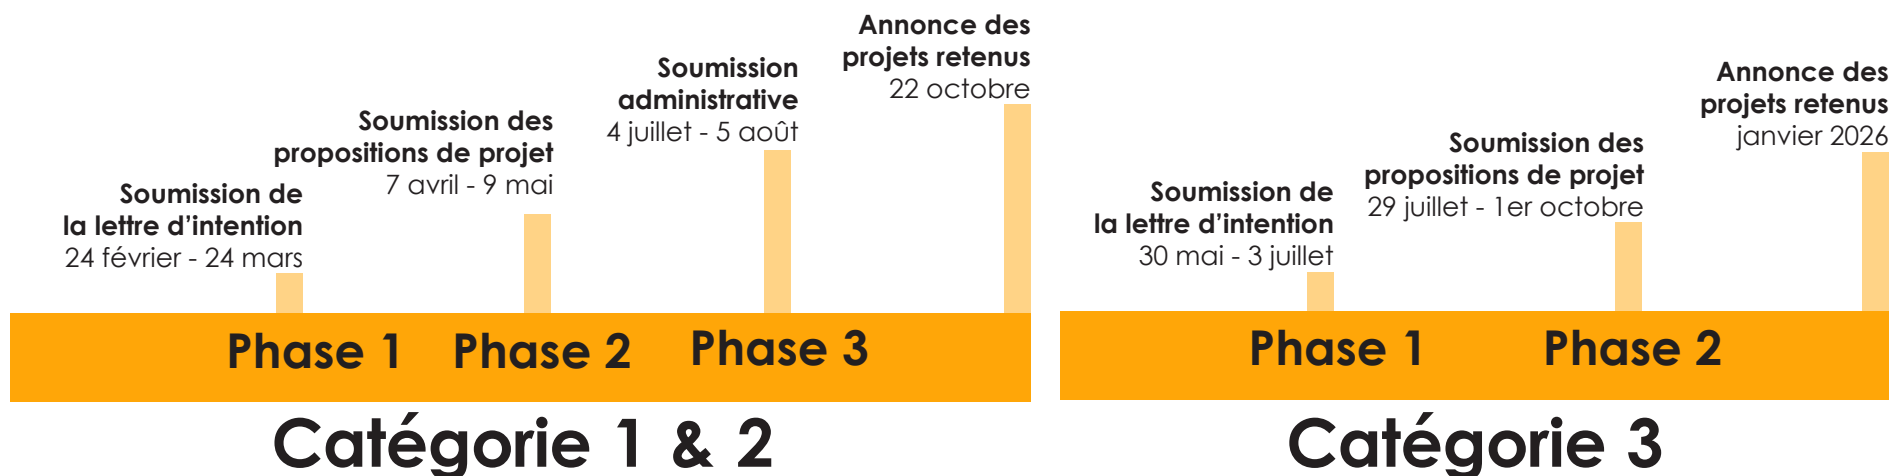 Soumission de
la lettre d’intention
24 février - 24 mars
Soumission des
propositions de projet
7 avril - 9 mai
Soumission
administrative
4 juillet - 5 août
Annonce des
projets retenus
22 octobre
Phase 1
Phase 2
Phase 3
Catégorie 1 & 2
Soumission de
la lettre d’intention
30 mai - 3 juillet
Soumission des
propositions de projet
29 juillet - 1er octobre
Annonce des
projets retenus
janvier 2026
Phase 1
Phase 2
Catégorie 3